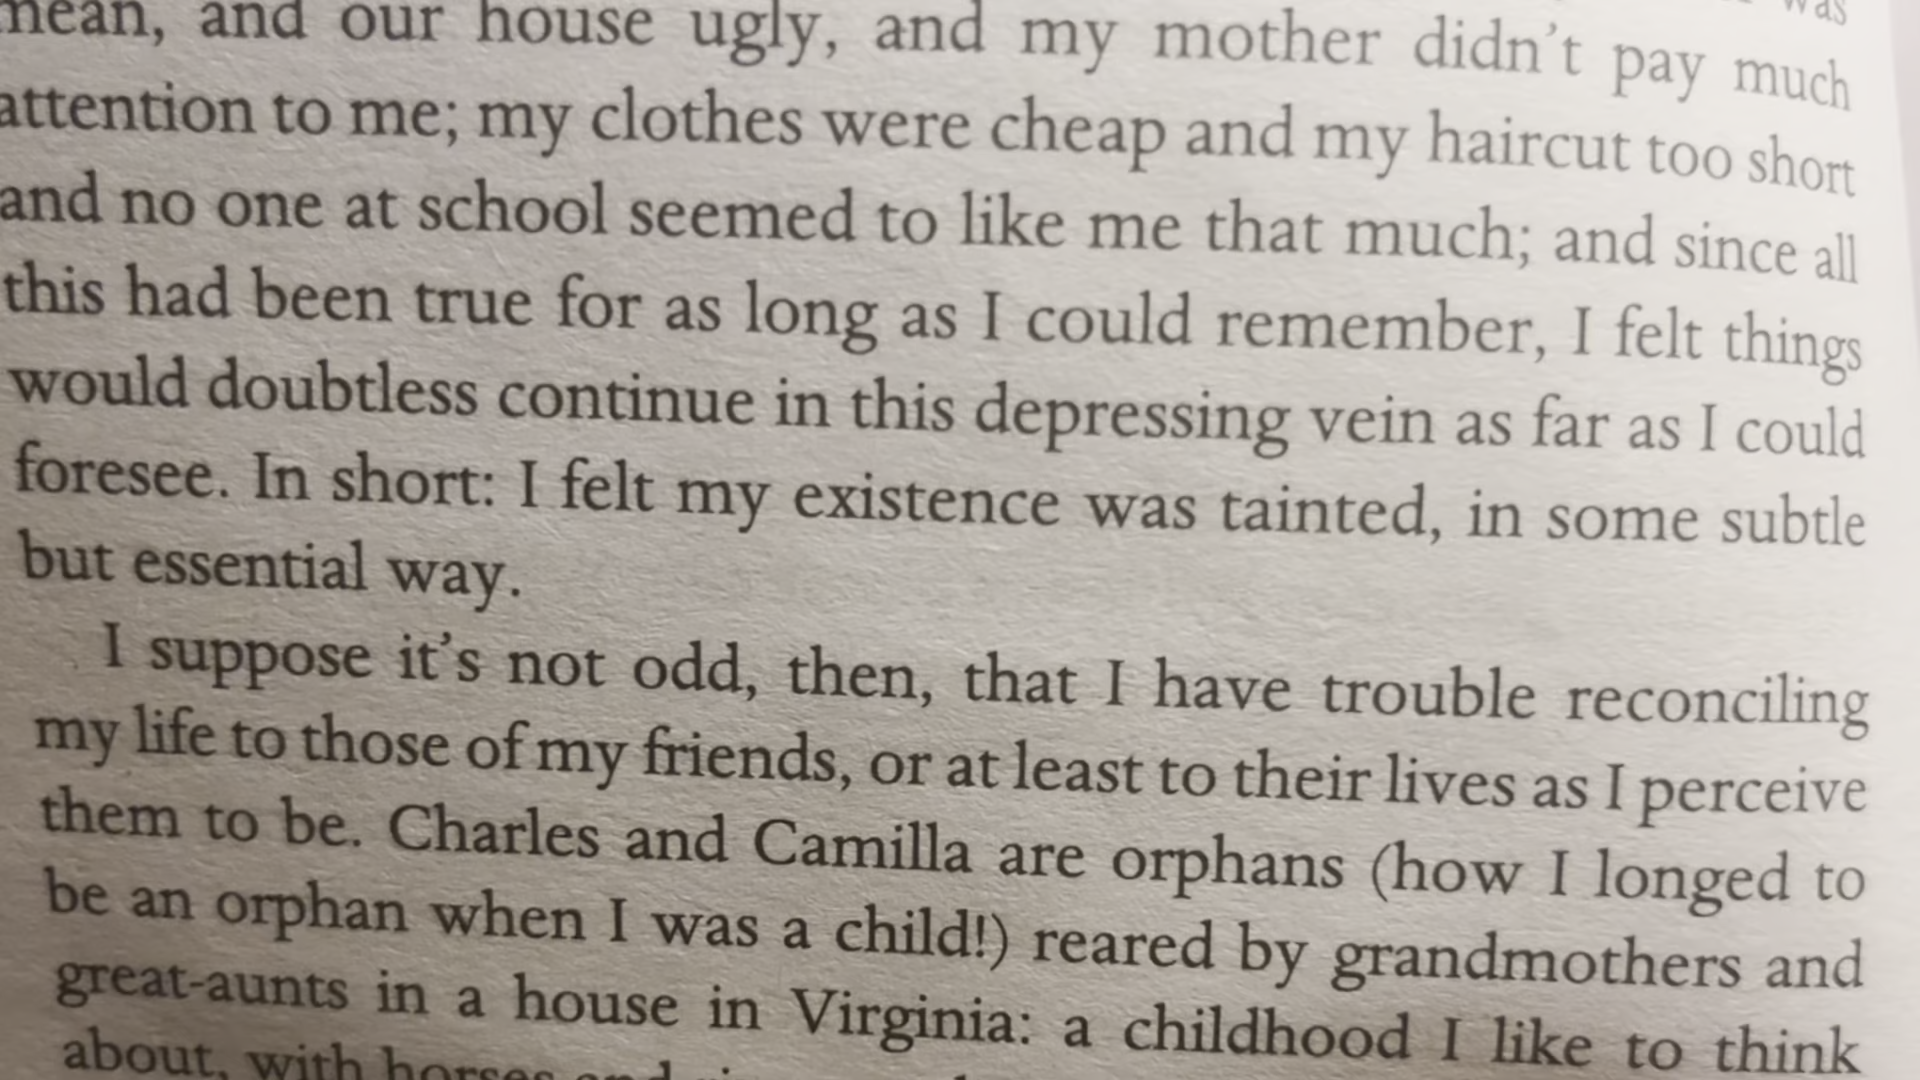 was
mean, and our house ugly, and my mother didn't pay much
attention to me; my clothes were cheap and my haircut too short
and no one at school seemed to like me that much; and since all
this had been true for as long as I could remember, I felt things
would doubtless continue in this depressing vein as far as I could
foresee. In short: I felt my existence was tainted, in some subtle
but essential way.
I suppose it's not odd, then, that I have trouble reconciling
my life to those of my friends, or at least to their lives as I perceive
them to be. Charles and Camilla are orphans (how I longed to
be an orphan when I was a child!) reared by grandmothers and
great-aunts in a house in Virginia: a childhood I like to think
about, with horses and